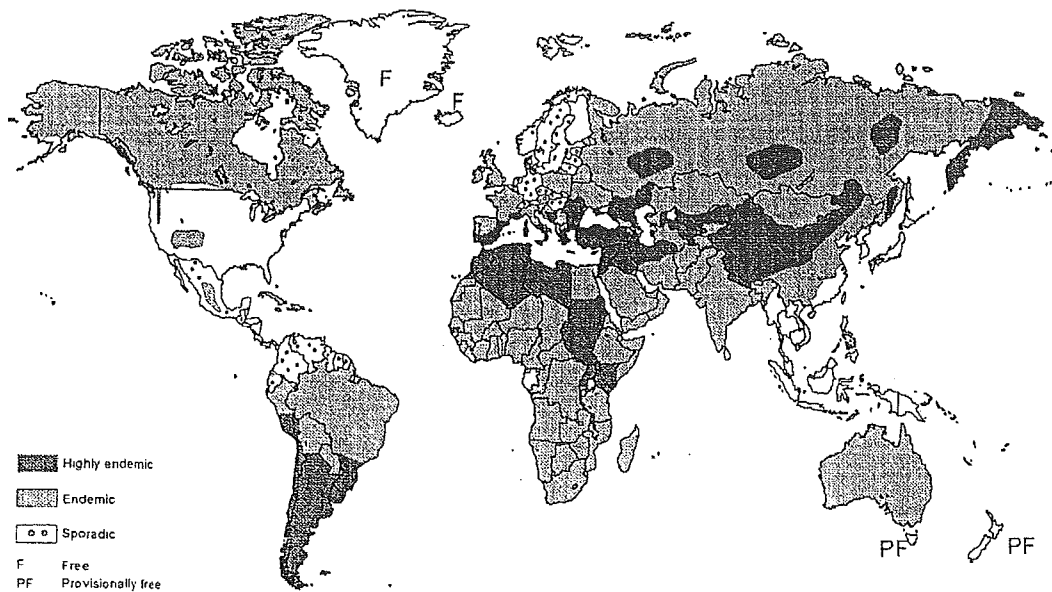 F
F
Highly endemic
Endemic
Sporadic
F Free
PF Provisionally free
PF
PF